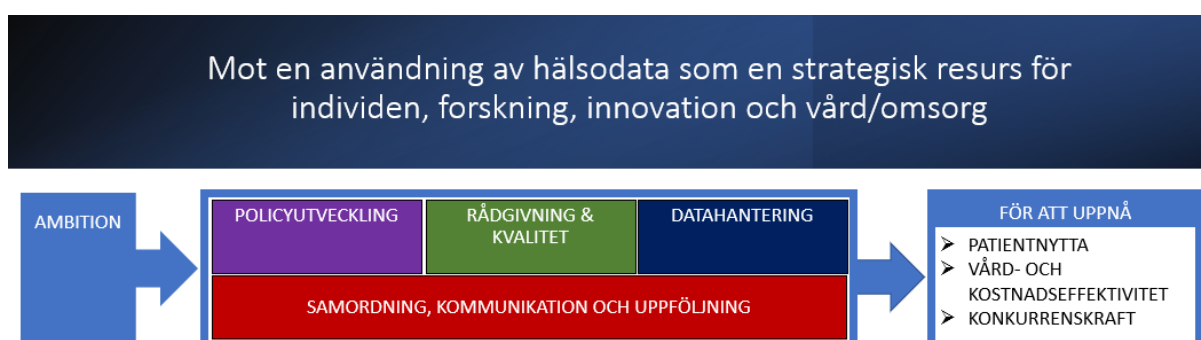 Mot en användning av hälsodata som en strategisk resurs för
individen, forskning, innovation och vård/omsorg
AMBITION
POLICYUTVECKLING
RÅDGIVNING &
KVALITET
DATAHANTERING
SAMORDNING, KOMMUNIKATION OCH UPPFÖLJNING
FÖR ATT UPPNÅ
PATIENTNYTTA
VÅRD- OCH
KOSTNADSEFFEKTIVITET
KONKURRENSKRAFT